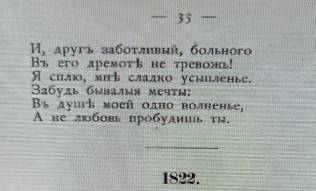 — 33 —
И, другъ заботливый, больного
Въ его дремотѣ не тревожь!
Я сплю, мнѣ сладко усыпленье.
Забудь бывалыя мечты:
Въ душѣ моей одно волненье,
А не любовь пробудишь ты.
1822.